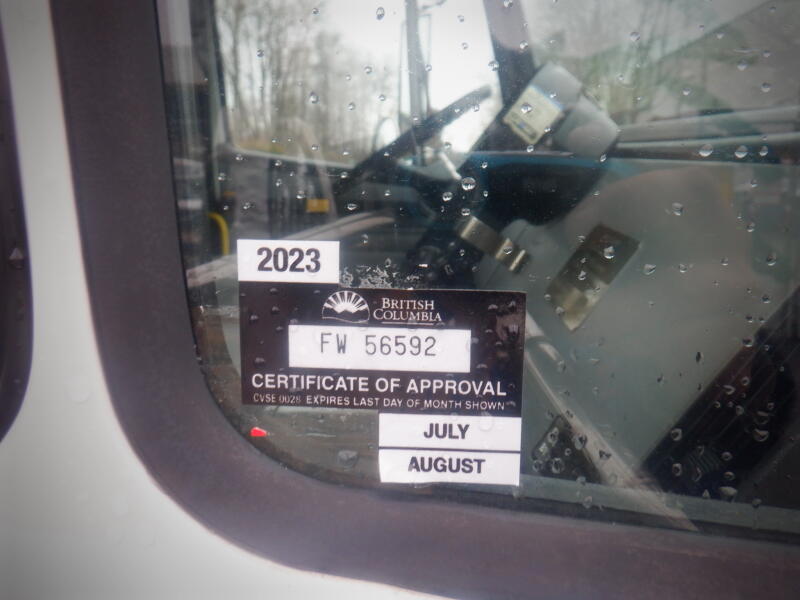 2023
BRITISH
COLUMBIA
FW 56592
CERTIFICATE OF APPROVAL
CVSE 0028 EXPIRES LAST DAY OF MONTH SHOWN
JULY
AUGUST